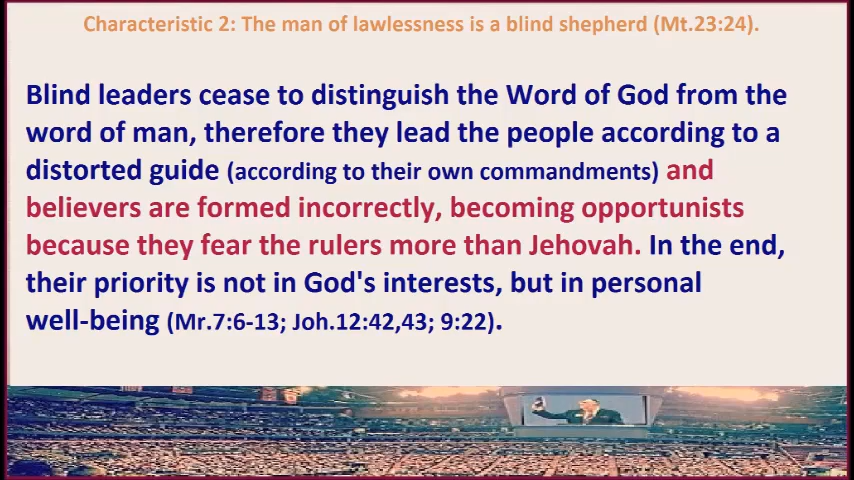 Characteristic 2: The man of lawlessness is a blind shepherd (Mt.23:24).
Blind leaders cease to distinguish the Word of God from the
word of man, therefore they lead the people according to a
distorted guide (according to their own commandments) and
believers are formed incorrectly, becoming opportunists
because they fear the rulers more than Jehovah. In the end,
their priority is not in God's interests, but in personal
well-being (Mr.7:6-13; Joh.12:42,43; 9:22).